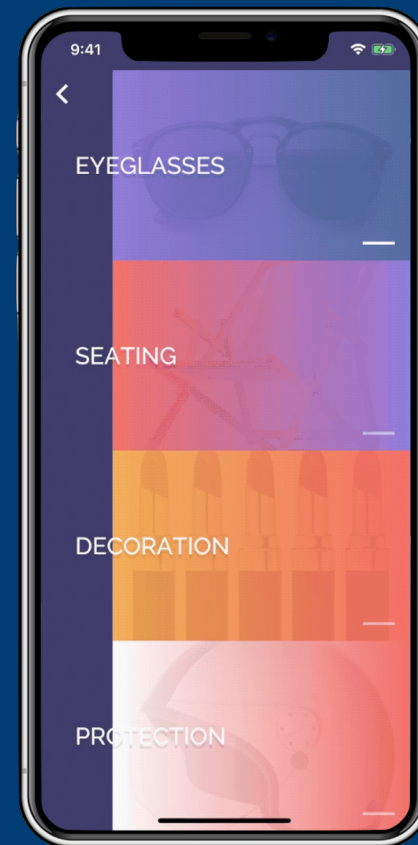 9:41
EYEGLASSES
SEATING
DECORATION
PROTECTION